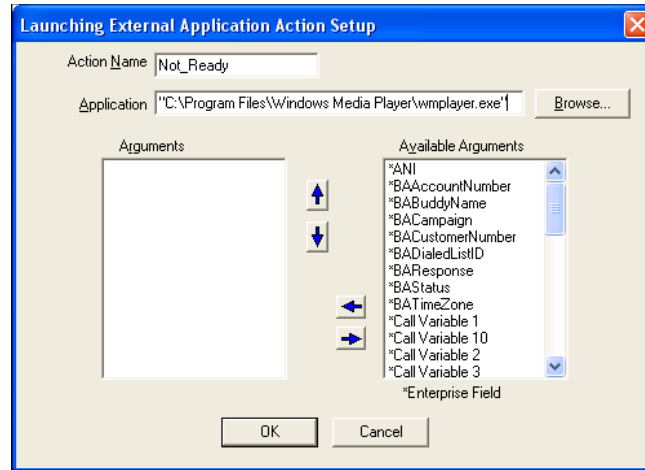 Launching External Application Action Setup
Action Name Not_Ready
Application "C:\Program Files\Windows Media Player\wmplayer.exe" Browse...
Arguments
Available Arguments
*ANI
*BAAccountNumber
*BABuddyName
*BACampaign
*BACustomerNumber
*BADialedListID
*BAResponse
*BAStatus
*BATimeZone
*Call Variable 1
*Call Variable 10
*Call Variable 2
*Call Variable 3
*Enterprise Field
OK Cancel